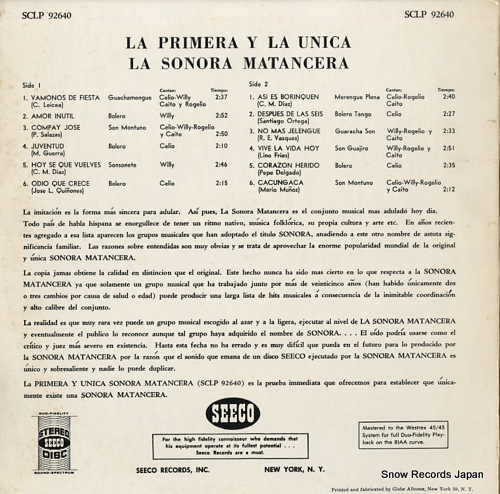 SCLP 92640
SCLP 92640
LA PRIMERA Y LA UNICA
LA SONORA MATANCERA
Side 1
Cantan:
Tiempo:
1. VAMONOS DE FIESTA Guachamengue Celio-Willy 2:37
(C. Leicea) Caito y Rogelio
2. AMOR INUTIL Bolero Willy 2:52
3. COMPAY JOSE Son Montuno Celio-Willy-Rogelio
(P. Salazas) y Caito 2:50
4. JUVENTUD Bolero Celio 2:10
(M. Guerra)
5. HOY SE QUE VUELVES Sonsonete Willy 2:46
(C. M. Diaz)
6. ODIO QUE CRECE Bolero Celio 2:15
(Jose L. Quiñones)
Side 2
Cantan:
Tiempo:
1. ASI ES BORINQUEN Merengue Plena Celio-Rogelio 2:40
(C. M. Diaz) Caito
2. DESPUES DE LAS SEIS Bolero Tango Celio 2:27
(Santiago Ortega)
3. NO MAS JELENGUE Guaracha Son Willy-Rogelio y 2:33
(R. E. Vazquez) Caito
4. VIVE LA VIDA HOY Son Guajiro Willy-Rogelio y 2:51
(Lino Frias) Caito
5. CORAZON HERIDO Bolero Celio 2:35
(Pepe Delgado)
6. CACUNGACA Son Montuno Celio-Willy-Rogelio
(Mario Muñoz) y Caito 2:12
La imitación es la forma más sincera para adular. Así pues, La Sonora Matancera es el conjunto musical mas aduladó hoy dia.
Todo país de habla hispana se enorgullece de tener un ritmo nativo, música folklórica, su propia cultura y arte etc. En años recien-
tes agregado a esa lista aparecen los grupos musicales que han adoptado el título SONORA, anadiendo a este otro nombre de astuta sig-
nificancia familiar. Las razones sobre entendidas son muy obvias y se trata de aprovechar la enorme popularidad mundial de la original
y única SONORA MATANCERA.
La copia jamas obtiene la calidad en distincion que el original. Este hecho nunca ha sido mas cierto en lo que respecta a la SONORA
MATANCERA ya que solamente un grupo musical que ha trabajado junto por mas de veinticinco años (han habido únicamente dos
o tres cambios por causa de salud o edad) puede producir una larga lista de hits musicales á consecuencia de la inimitable coordinación
y alto calibre del conjunto.
La realidad es que muy rara vez puede un grupo musical escogido al azar y a la ligera, ejecutar al nivel de LA SONORA MATANCERA
y eventualmente el publico lo reconoce aunque tal grupo haya adquirido el nombre de SONORA. . . . El oído podría usarse como el
crítico y juez más severo en existencia. Hasta esta fecha no ha errado y es muy difícil que pueda en el futuro para lo producido por
la SONORA MATANCERA por la razón que el sonido que emana de un disco SEECO ejecutado por la SONORA MATANCERA es
único y sobresaliente y nadie lo puede duplicar.
La PRIMERA Y UNICA SONORA MATANCERA (SCLP 92640) es la prueba immediata que ofrecemos para establecer que única-
mente existe una SONORA MATANCERA.
DUO-FIDELITY
STEREO
SEECO
DISC
SOUND-SPECTRUM
SEECO
For the high fidelity connoisseur who demands that
his equipment operate at its fullest potential . . .
Seeco Records are a must.
SEECO RECORDS, INC. NEW YORK, N. Y.
Mastered to the Westrex 45/45
System for full Duo-Fidelity Play-
back on the RIAA curve.
Printed and fabricated by Globe Albums, New York 59, N. Y.
Snow Records Japan